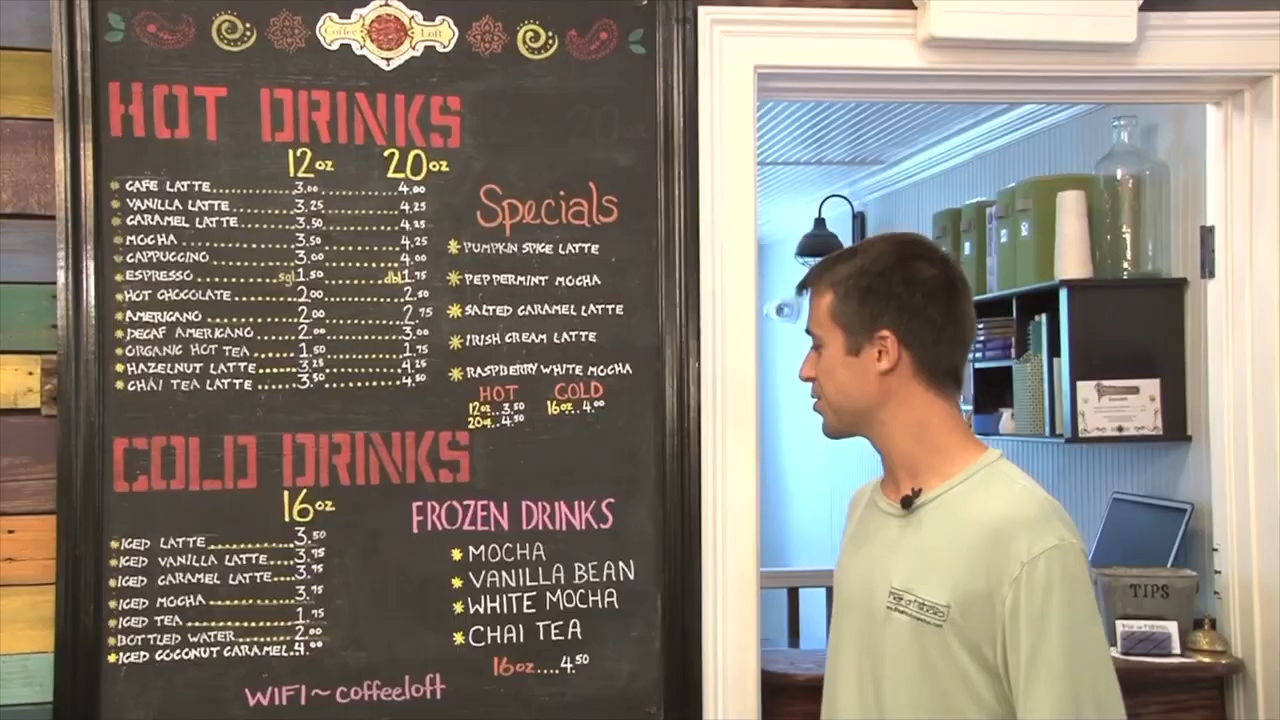 Coffee Loft
HOT DRINKS
12oz 20oz
CAFE LATTE 3.00 4.00
VANILLA LATTE 3.25 4.25
CARAMEL LATTE 3.50 4.25
MOCHA 3.50 4.25
CAPPUCCINO 3.00 4.00
ESPRESSO sgl 1.50 dbl 1.75
HOT CHOCOLATE 2.00 2.50
AMERICANO 2.00 2.75
DECAF AMERICANO 2.00 3.00
ORGANIC HOT TEA 1.50 1.75
HAZELNUT LATTE 3.25 4.25
CHAI TEA LATTE 3.50 4.50
Specials
PUMPKIN SPICE LATTE
PEPPERMINT MOCHA
SALTED CARAMEL LATTE
IRISH CREAM LATTE
RASPBERRY WHITE MOCHA
HOT COLD
12oz..3.50 16oz..4.00
20oz..4.50
COLD DRINKS
16oz
ICED LATTE 3.50
ICED VANILLA LATTE 3.75
ICED CARAMEL LATTE 3.75
ICED MOCHA 3.75
ICED TEA 1.75
BOTTLED WATER 2.00
ICED COCONUT CARAMEL 4.00
FROZEN DRINKS
MOCHA
VANILLA BEAN
WHITE MOCHA
CHAI TEA
16oz....4.50
WIFI~coffeeloft
TIPS